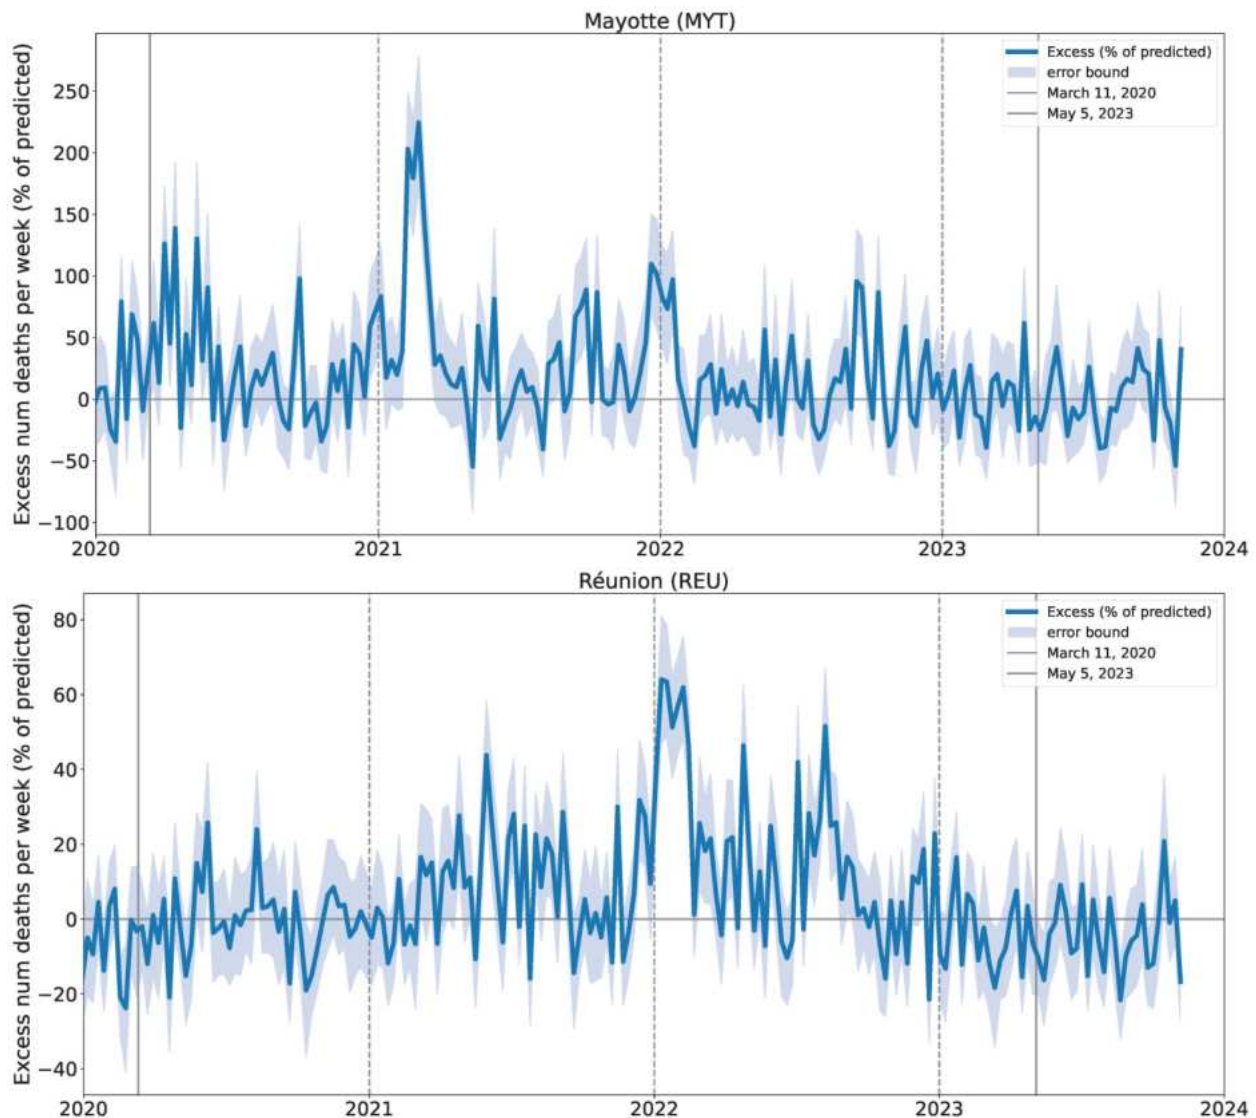 Mayotte (MYT)
Excess num deaths per week (% of predicted)
250
200
150
100
50
0
−50
−100
Excess (% of predicted)
error bound
March 11, 2020
May 5, 2023
2020
2021
2022
2023
2024
Réunion (REU)
Excess num deaths per week (% of predicted)
80
60
40
20
0
−20
−40
Excess (% of predicted)
error bound
March 11, 2020
May 5, 2023
2020
2021
2022
2023
2024